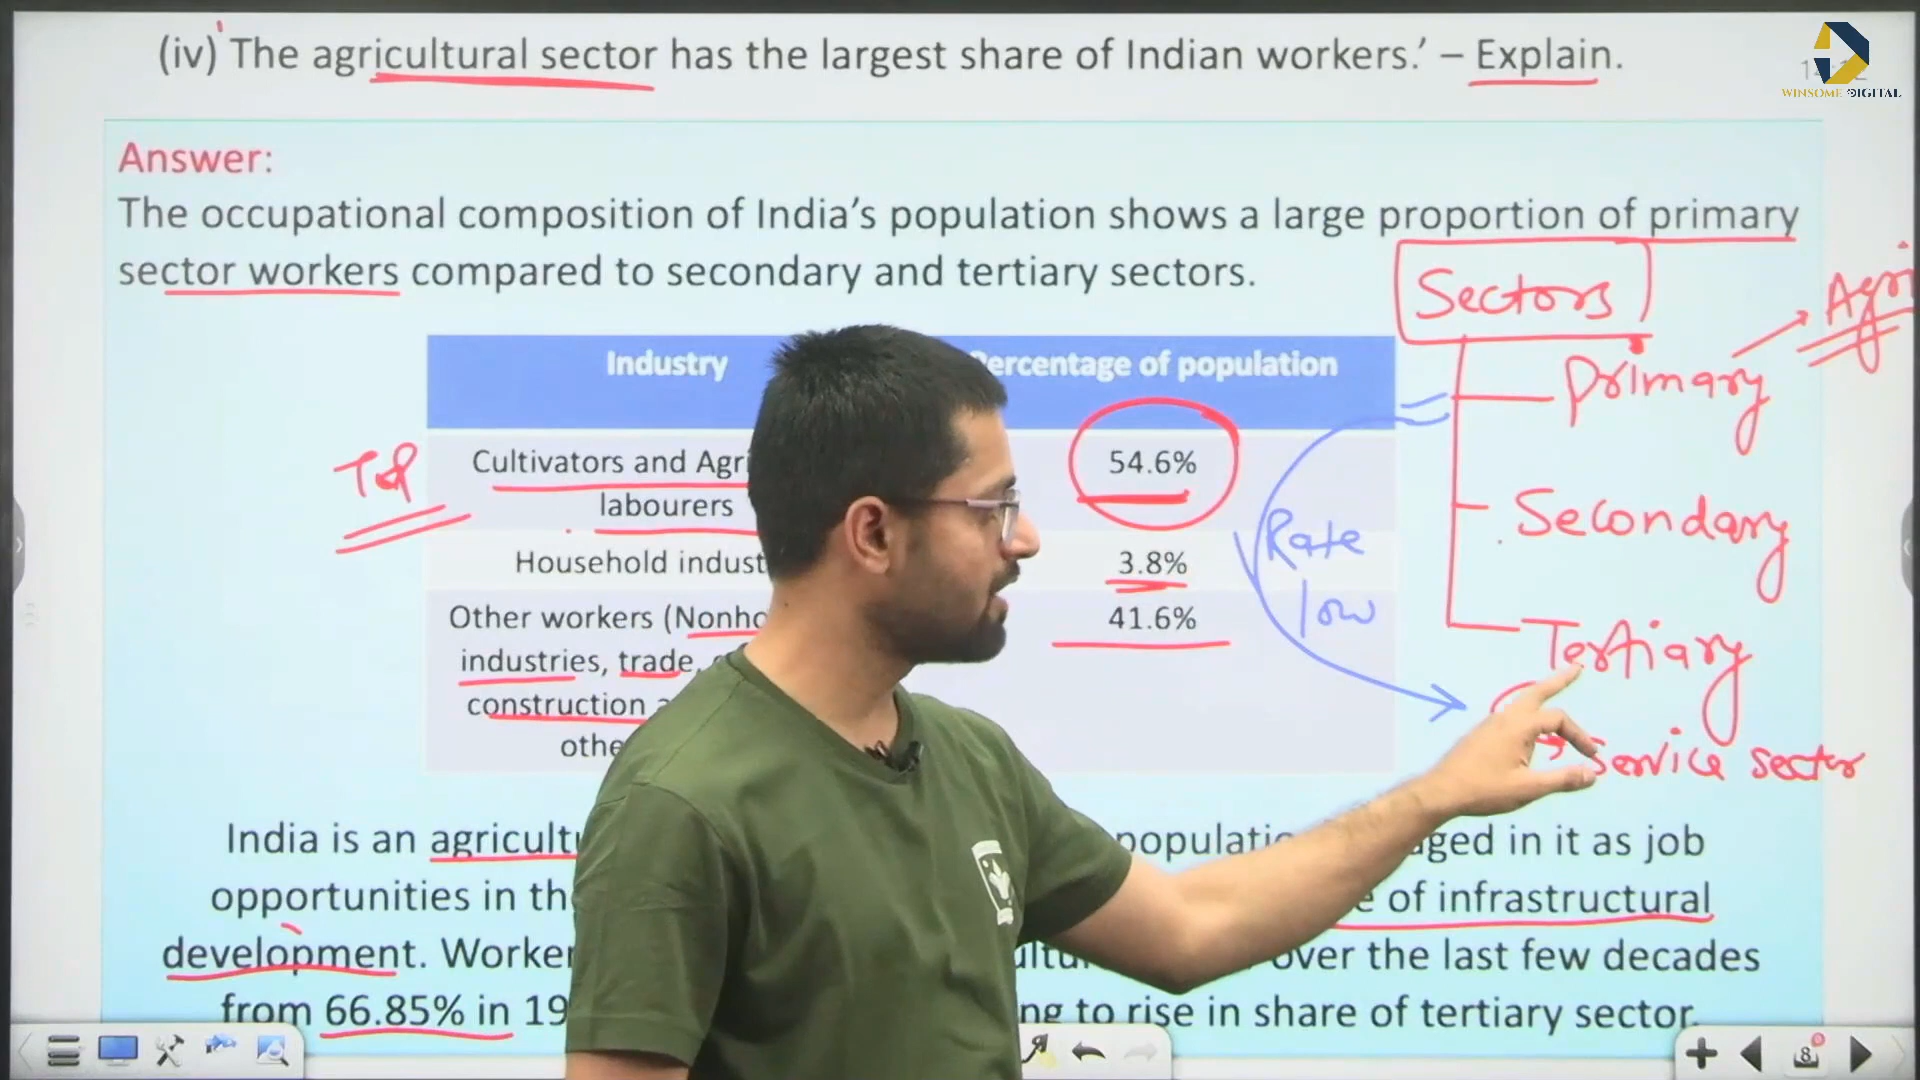 (iv) 'The agricultural sector has the largest share of Indian workers.' – Explain.
WINSOME DIGITAL
Answer:
The occupational composition of India's population shows a large proportion of primary
sector workers compared to secondary and tertiary sectors.
Sectors
Agri
Primary
Secondary
Tertiary
Service sector
Rate
low
Industry
Percentage of population
Cultivators and Agri
labourers
54.6%
Household indust
3.8%
Other workers (Nonho
industries, trade,
construction
othe
41.6%
India is an agricultu population aged in it as job
opportunities in th of infrastructural
development. Worker over the last few decades
from 66.85% in 19 ng to rise in share of tertiary sector.
8